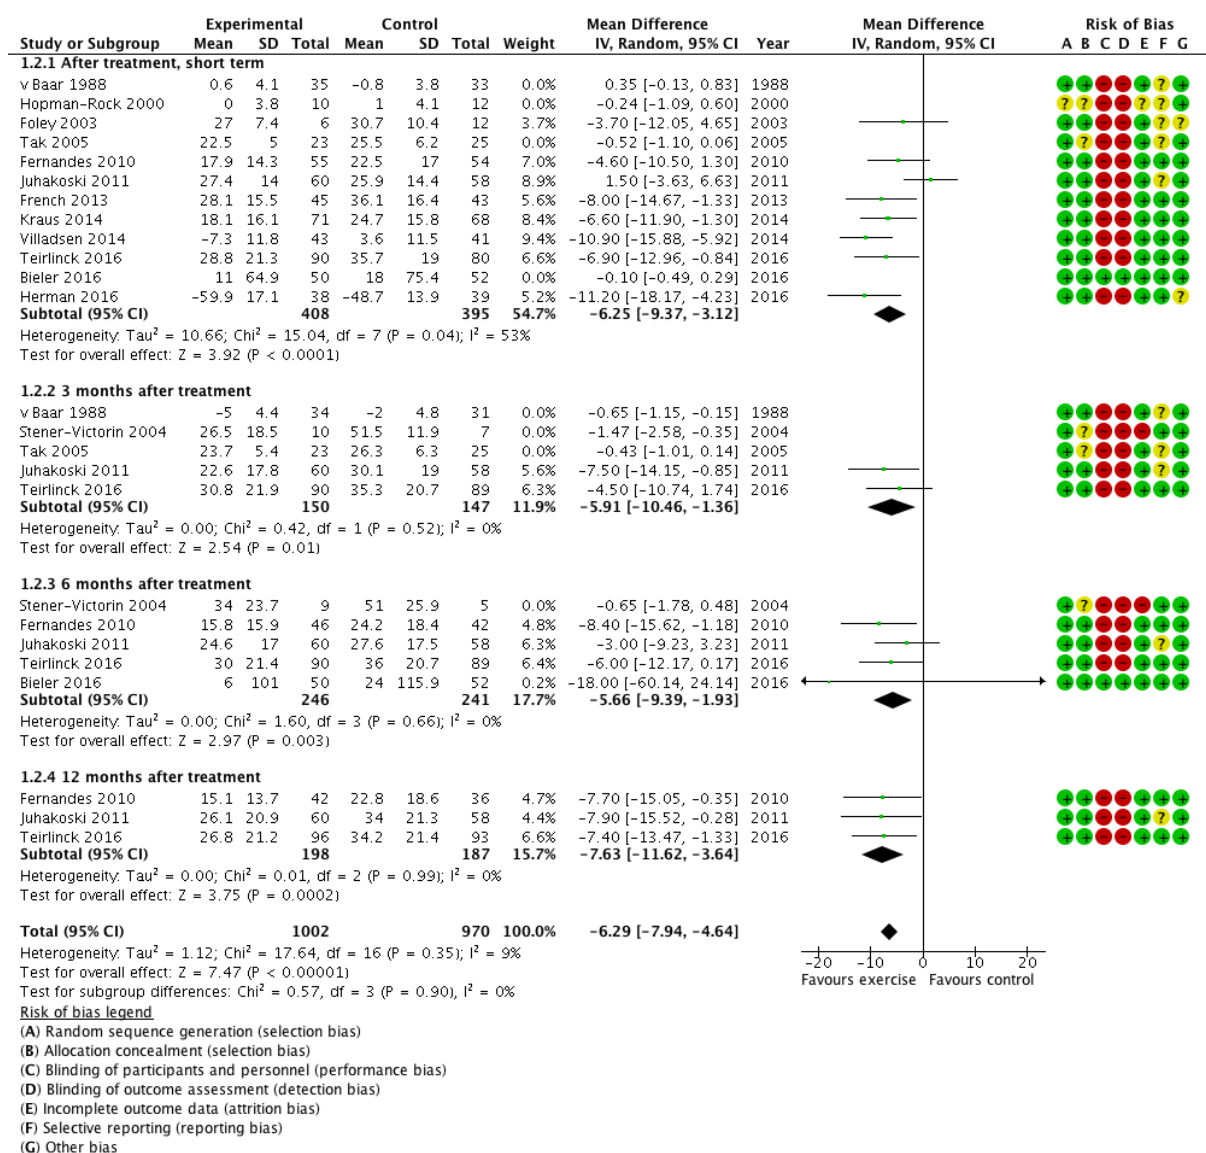 Experimental Control Mean Difference Mean Difference Risk of Bias
Study or Subgroup Mean SD Total Mean SD Total Weight IV, Random, 95% CI Year IV, Random, 95% CI A B C D E F G
1.2.1 After treatment, short term
v Baar 1988 0.6 4.1 35 −0.8 3.8 33 0.0% 0.35 [−0.13, 0.83] 1988 + + − − + ? +
Hopman−Rock 2000 0 3.8 10 1 4.1 12 0.0% −0.24 [−1.09, 0.60] 2000 ? ? − − ? ? +
Foley 2003 27 7.4 6 30.7 10.4 12 3.7% −3.70 [−12.05, 4.65] 2003 + + − − + ? ?
Tak 2005 22.5 5 23 25.5 6.2 25 0.0% −0.52 [−1.10, 0.06] 2005 + ? − − + ? +
Fernandes 2010 17.9 14.3 55 22.5 17 54 7.0% −4.60 [−10.50, 1.30] 2010 + + − − + + +
Juhakoski 2011 27.4 14 60 25.9 14.4 58 8.9% 1.50 [−3.63, 6.63] 2011 + + − − + ? +
French 2013 28.1 15.5 45 36.1 16.4 43 5.6% −8.00 [−14.67, −1.33] 2013 + + − − + + +
Kraus 2014 18.1 16.1 71 24.7 15.8 68 8.4% −6.60 [−11.90, −1.30] 2014 + + − − + + +
Villadsen 2014 −7.3 11.8 43 3.6 11.5 41 9.4% −10.90 [−15.88, −5.92] 2014 + + − − + + +
Teirlinck 2016 28.8 21.3 90 35.7 19 80 6.6% −6.90 [−12.96, −0.84] 2016 + + − − + + +
Bieler 2016 11 64.9 50 18 75.4 52 0.0% −0.10 [−0.49, 0.29] 2016 + + + + + + +
Herman 2016 −59.9 17.1 38 −48.7 13.9 39 5.2% −11.20 [−18.17, −4.23] 2016 + + − − + + ?
Subtotal (95% CI) 408 395 54.7% −6.25 [−9.37, −3.12]
Heterogeneity: Tau² = 10.66; Chi² = 15.04, df = 7 (P = 0.04); I² = 53%
Test for overall effect: Z = 3.92 (P < 0.0001)
1.2.2 3 months after treatment
v Baar 1988 −5 4.4 34 −2 4.8 31 0.0% −0.65 [−1.15, −0.15] 1988 + + − − + ? +
Stener−Victorin 2004 26.5 18.5 10 51.5 11.9 7 0.0% −1.47 [−2.58, −0.35] 2004 + ? − − − + +
Tak 2005 23.7 5.4 23 26.3 6.3 25 0.0% −0.43 [−1.01, 0.14] 2005 + ? − − + ? +
Juhakoski 2011 22.6 17.8 60 30.1 19 58 5.6% −7.50 [−14.15, −0.85] 2011 + + − − + ? +
Teirlinck 2016 30.8 21.9 90 35.3 20.7 89 6.3% −4.50 [−10.74, 1.74] 2016 + + − − + + +
Subtotal (95% CI) 150 147 11.9% −5.91 [−10.46, −1.36]
Heterogeneity: Tau² = 0.00; Chi² = 0.42, df = 1 (P = 0.52); I² = 0%
Test for overall effect: Z = 2.54 (P = 0.01)
1.2.3 6 months after treatment
Stener−Victorin 2004 34 23.7 9 51 25.9 5 0.0% −0.65 [−1.78, 0.48] 2004 + ? − − − + +
Fernandes 2010 15.8 15.9 46 24.2 18.4 42 4.8% −8.40 [−15.62, −1.18] 2010 + + − − + + +
Juhakoski 2011 24.6 17 60 27.6 17.5 58 6.3% −3.00 [−9.23, 3.23] 2011 + + − − + ? +
Teirlinck 2016 30 21.4 90 36 20.7 89 6.4% −6.00 [−12.17, 0.17] 2016 + + − − + + +
Bieler 2016 6 101 50 24 115.9 52 0.2% −18.00 [−60.14, 24.14] 2016 + + + + + + +
Subtotal (95% CI) 246 241 17.7% −5.66 [−9.39, −1.93]
Heterogeneity: Tau² = 0.00; Chi² = 1.60, df = 3 (P = 0.66); I² = 0%
Test for overall effect: Z = 2.97 (P = 0.003)
1.2.4 12 months after treatment
Fernandes 2010 15.1 13.7 42 22.8 18.6 36 4.7% −7.70 [−15.05, −0.35] 2010 + + − − + + +
Juhakoski 2011 26.1 20.9 60 34 21.3 58 4.4% −7.90 [−15.52, −0.28] 2011 + + − − + ? +
Teirlinck 2016 26.8 21.2 96 34.2 21.4 93 6.6% −7.40 [−13.47, −1.33] 2016 + + − − + + +
Subtotal (95% CI) 198 187 15.7% −7.63 [−11.62, −3.64]
Heterogeneity: Tau² = 0.00; Chi² = 0.01, df = 2 (P = 0.99); I² = 0%
Test for overall effect: Z = 3.75 (P = 0.0002)
Total (95% CI) 1002 970 100.0% −6.29 [−7.94, −4.64]
Heterogeneity: Tau² = 1.12; Chi² = 17.64, df = 16 (P = 0.35); I² = 9%
−20 −10 0 10 20
Test for overall effect: Z = 7.47 (P < 0.00001)
Favours exercise Favours control
Test for subgroup differences: Chi² = 0.57, df = 3 (P = 0.90), I² = 0%
Risk of bias legend
(A) Random sequence generation (selection bias)
(B) Allocation concealment (selection bias)
(C) Blinding of participants and personnel (performance bias)
(D) Blinding of outcome assessment (detection bias)
(E) Incomplete outcome data (attrition bias)
(F) Selective reporting (reporting bias)
(G) Other bias